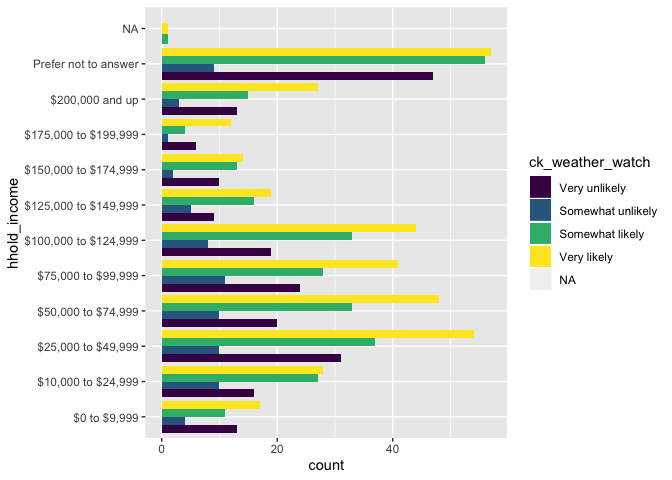 NA
Prefer not to answer
$200,000 and up
$175,000 to $199,999
$150,000 to $174,999
$125,000 to $149,999
$100,000 to $124,999
$75,000 to $99,999
$50,000 to $74,999
$25,000 to $49,999
$10,000 to $24,999
$0 to $9,999
hhold_income
0
20
40
count
ck_weather_watch
Very unlikely
Somewhat unlikely
Somewhat likely
Very likely
NA